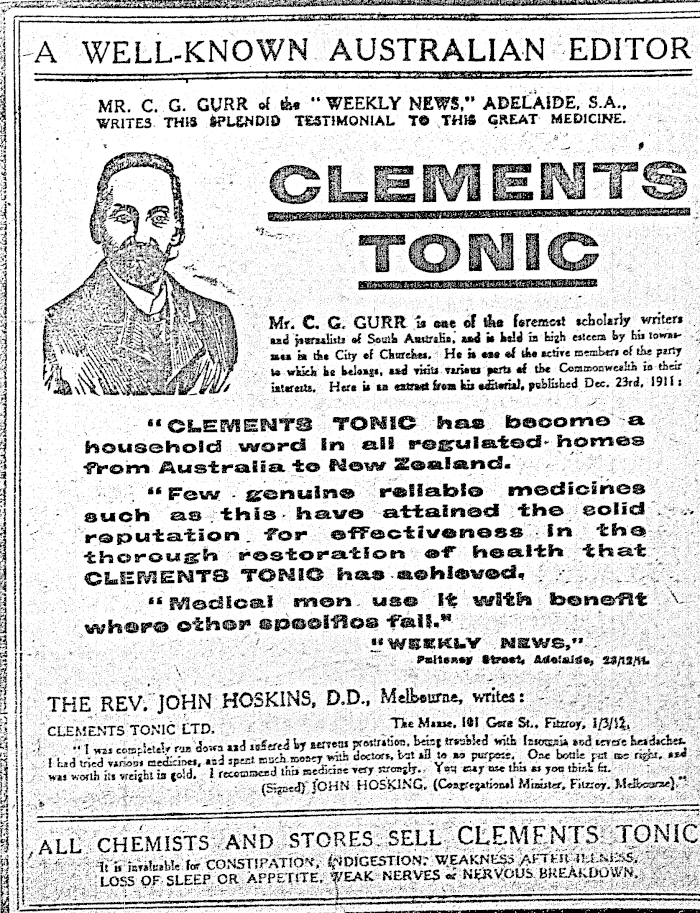 A WELL-KNOWN AUSTRALIAN EDITOR
MR. C. G. GURR of the "WEEKLY NEWS," ADELAIDE, S.A.,
WRITES THIS SPLENDID TESTIMONIAL TO THIS GREAT MEDICINE.
CLEMENTS
TONIC
Mr. C. G. GURR is one of the foremost scholarly writers
and journalists of South Australia, and is held in high esteem by his towns-
men in the City of Churches. He is one of the active members of the party
to which he belongs, and visits various parts of the Commonwealth in their
interests. Here is an extract from his editorial, published Dec. 23rd, 1911:
"CLEMENTS TONIC has become a
household word in all regulated homes
from Australia to New Zealand.
"Few genuine reliable medicines
such as this have attained the solid
reputation for effectiveness in the
thorough restoration of health that
CLEMENTS TONIC has achieved.
"Medical men use it with benefit
where other specifics fail."
"WEEKLY NEWS,"
Pulteney Street, Adelaide, 23/12/11.
THE REV. JOHN HOSKINS, D.D., Melbourne, writes:
CLEMENTS TONIC LTD. The Manse, 101 Gore St., Fitzroy, 1/3/12.
"I was completely run down and suffered by nervous prostration, being troubled with Insomnia and severe headaches.
I had tried various medicines, and spent much money with doctors, but all to no purpose. One bottle put me right, and
was worth its weight in gold. I recommend this medicine very strongly. You may use this as you think fit.
(Signed) JOHN HOSKING, (Congregational Minister, Fitzroy, Melbourne)."
ALL CHEMISTS AND STORES SELL CLEMENTS TONIC
It is invaluable for CONSTIPATION, INDIGESTION, WEAKNESS AFTER ILLNESS,
LOSS OF SLEEP OR APPETITE, WEAK NERVES or NERVOUS BREAKDOWN.